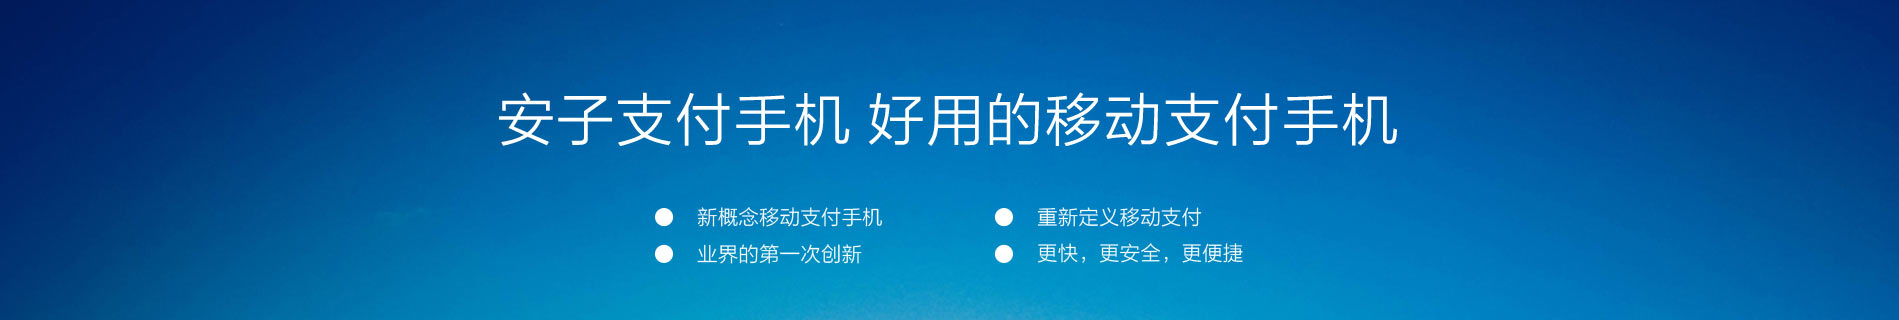 安子支付手机 好用的移动支付手机
新概念移动支付手机
重新定义移动支付
业界的第一次创新
更快，更安全，更便捷